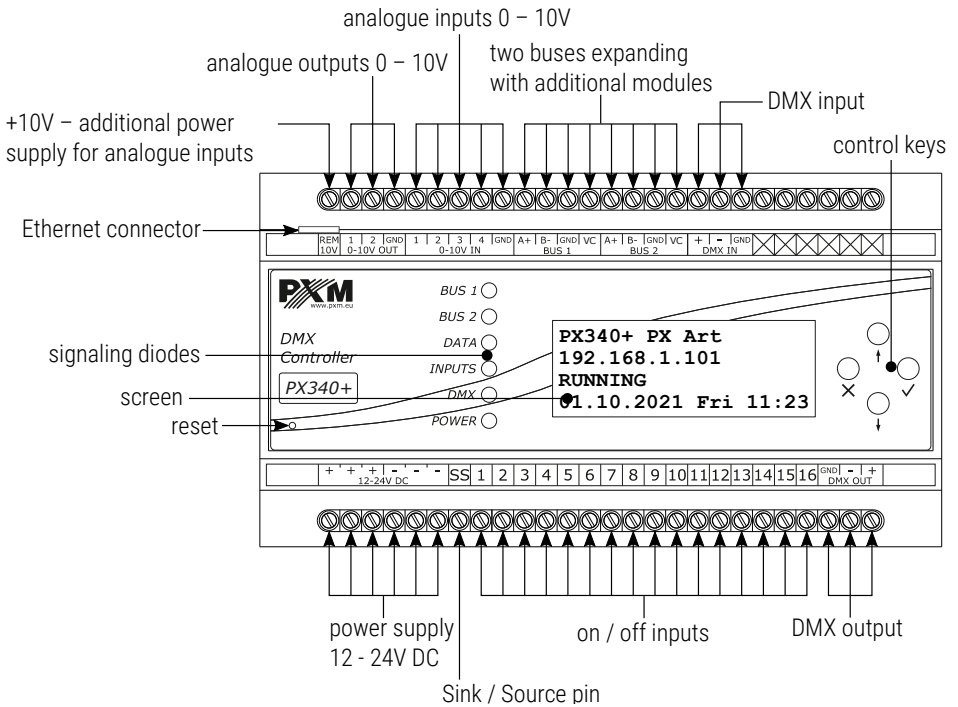 analogue inputs 0 – 10V
analogue outputs 0 – 10V
two buses expanding
with additional modules
DMX input
+10V – additional power
supply for analogue inputs
control keys
Ethernet connector
REM 1 2 GND 1 2 3 4 GND A+ B- GND VC A+ B- GND VC + - GND
10V 0-10V OUT 0-10V IN BUS 1 BUS 2 DMX IN
PXM
www.pxm.eu
BUS 1
BUS 2
DMX
Controller
DATA
signaling diodes
INPUTS
PX340+
DMX
screen
POWER
reset
PX340+ PX Art
192.168.1.101
RUNNING
01.10.2021 Fri 11:23
+ + + - - - SS 1 2 3 4 5 6 7 8 9 10 11 12 13 14 15 16 GND - +
12-24V DC DMX OUT
power supply
12 - 24V DC
on / off inputs
DMX output
Sink / Source pin